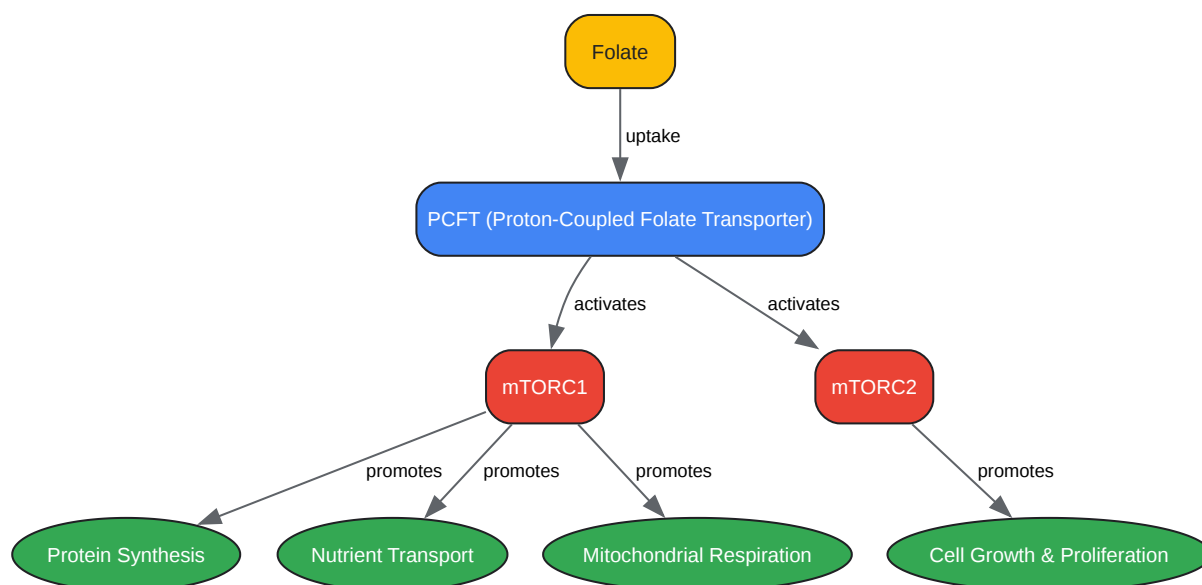 Folate
uptake
PCFT (Proton-Coupled Folate Transporter)
activates
activates
mTORC1
mTORC2
promotes
promotes
promotes
promotes
Protein Synthesis
Nutrient Transport
Mitochondrial Respiration
Cell Growth & Proliferation